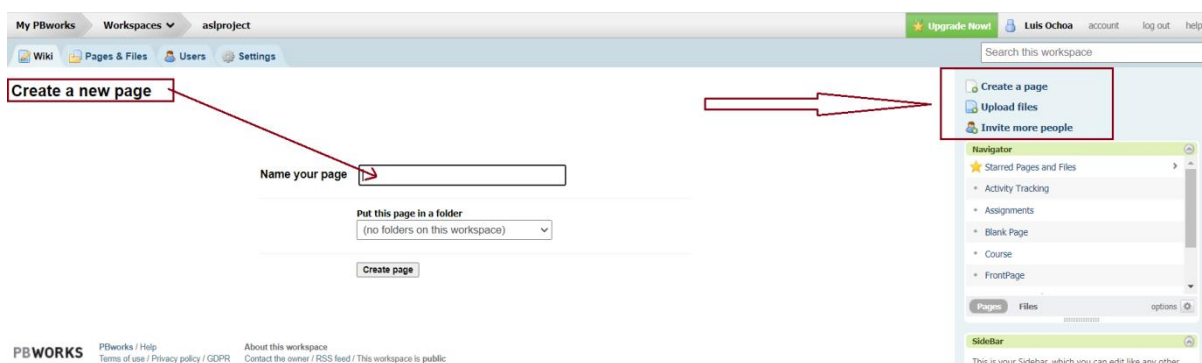 My PBworks Workspaces aslproject Upgrade Now! Luis Ochoa account log out help
Wiki Pages & Files Users Settings Search this workspace
Create a new page
Create a page
Upload files
Invite more people
Navigator
Starred Pages and Files
Activity Tracking
Assignments
Blank Page
Course
FrontPage
Pages Files options
Name your page
Put this page in a folder
(no folders on this workspace)
Create page
SideBar
This is your Sidebar, which you can edit like any other
PBWORKS
PBworks / Help
Terms of use / Privacy policy / GDPR
About this workspace
Contact the owner / RSS feed / This workspace is public